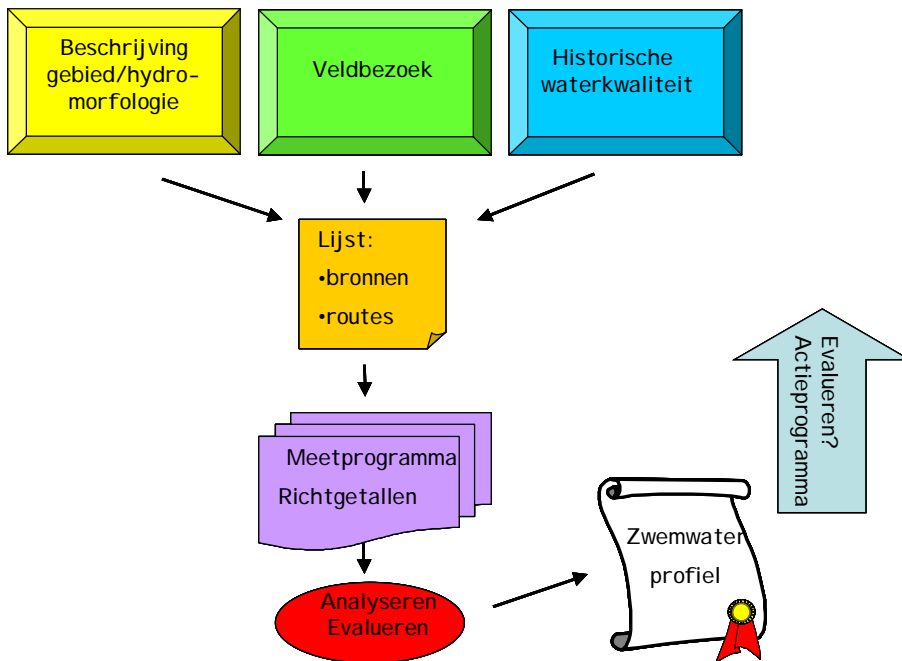 Beschrijving
gebied/hydro-
morfologie
Veldbezoek
Historische
waterkwaliteit
Lijst:
•bronnen
•routes
Meetprogramma
Richtgetallen
Analyseren
Evalueren
Zwemwater
profiel
Evalueren?
Actieprogramma